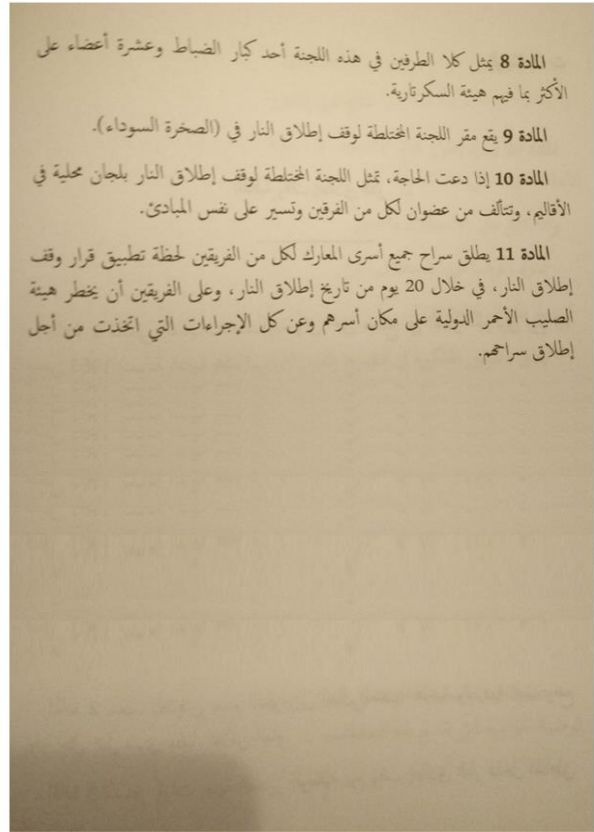 المادة 8 يمثل كلا الطرفين في هذه اللجنة أحد كبار الضباط وعشرة أعضاء على
الأكثر بما فيهم هيئة السكرتارية.
المادة 9 يقع مقر اللجنة المختلطة لوقف إطلاق النار في (الصخرة السوداء).
المادة 10 إذا دعت الحاجة، تمثل اللجنة المختلطة لوقف إطلاق النار بلجان محلية في
الأقاليم، وتتألف من عضوان لكل من الفرقين وتسير على نفس المبادئ.
المادة 11 يطلق سراح جميع أسرى المعارك لكل من الفريقين لحظة تطبيق قرار وقف
إطلاق النار، في خلال 20 يوم من تاريخ إطلاق النار، وعلى الفريقين أن يخطر هيئة
الصليب الأحمر الدولية على مكان أسرهم وعن كل الإجراءات التي اتخذت من أجل
إطلاق سراحهم.